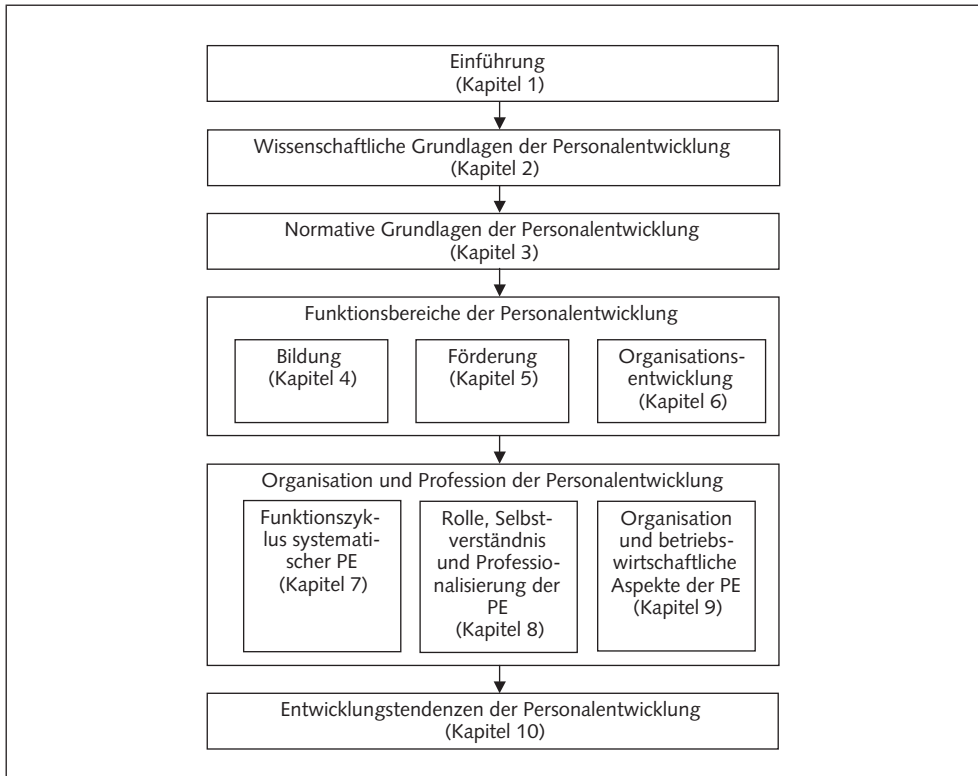 Einführung
(Kapitel 1)
Wissenschaftliche Grundlagen der Personalentwicklung
(Kapitel 2)
Normative Grundlagen der Personalentwicklung
(Kapitel 3)
Funktionsbereiche der Personalentwicklung
Bildung
(Kapitel 4)
Förderung
(Kapitel 5)
Organisations-
entwicklung
(Kapitel 6)
Organisation und Profession der Personalentwicklung
Funktionszyk-
lus systemati-
scher PE
(Kapitel 7)
Rolle, Selbst-
verständnis
und Professio-
nalisierung der
PE
(Kapitel 8)
Organisation
und betriebs-
wirtschaftliche
Aspekte der PE
(Kapitel 9)
Entwicklungstendenzen der Personalentwicklung
(Kapitel 10)